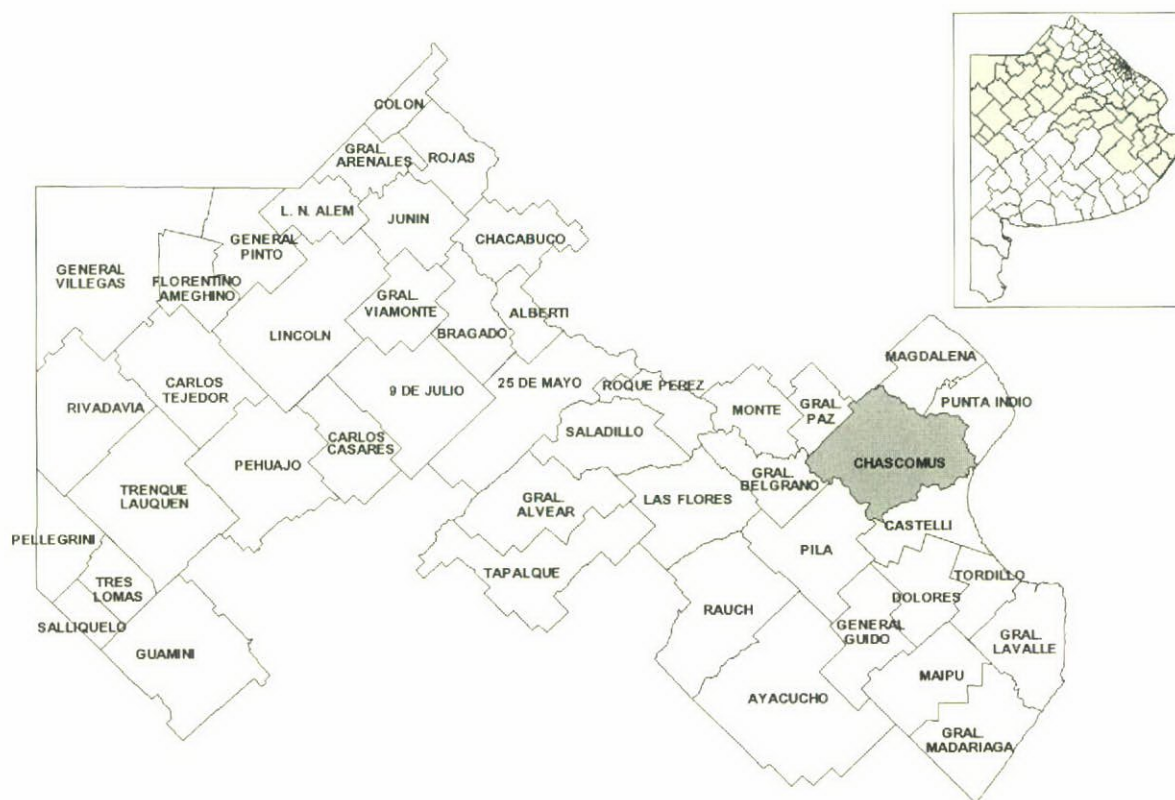 COLON
GRAL.
ARENALES
ROJAS
L. N. ALEM
JUNIN
CHACABUCO
GENERAL
PINTO
GENERAL
VILLEGAS
FLORENTINO
AMEGHINO
GRAL.
VIAMONTE
ALBERTI
LINCOLN
BRAGADO
MAGDALENA
CARLOS
TEJEDOR
9 DE JULIO
25 DE MAYO
ROQUE PEREZ
PUNTA INDIO
RIVADAVIA
MONTE
GRAL.
PAZ
SALADILLO
CARLOS
CASARES
PEHUAJO
CHASCOMUS
GRAL.
BELGRANO
TRENQUE
LAUQUEN
LAS FLORES
GRAL.
ALVEAR
CASTELLI
PELLEGRINI
PILA
TAPALQUE
TORDILLO
TRES
LOMAS
DOLORES
RAUCH
SALLIQUELO
GENERAL
GUIDO
GRAL.
LAVALLE
GUAMINI
MAIPU
AYACUCHO
GRAL.
MADARIAGA